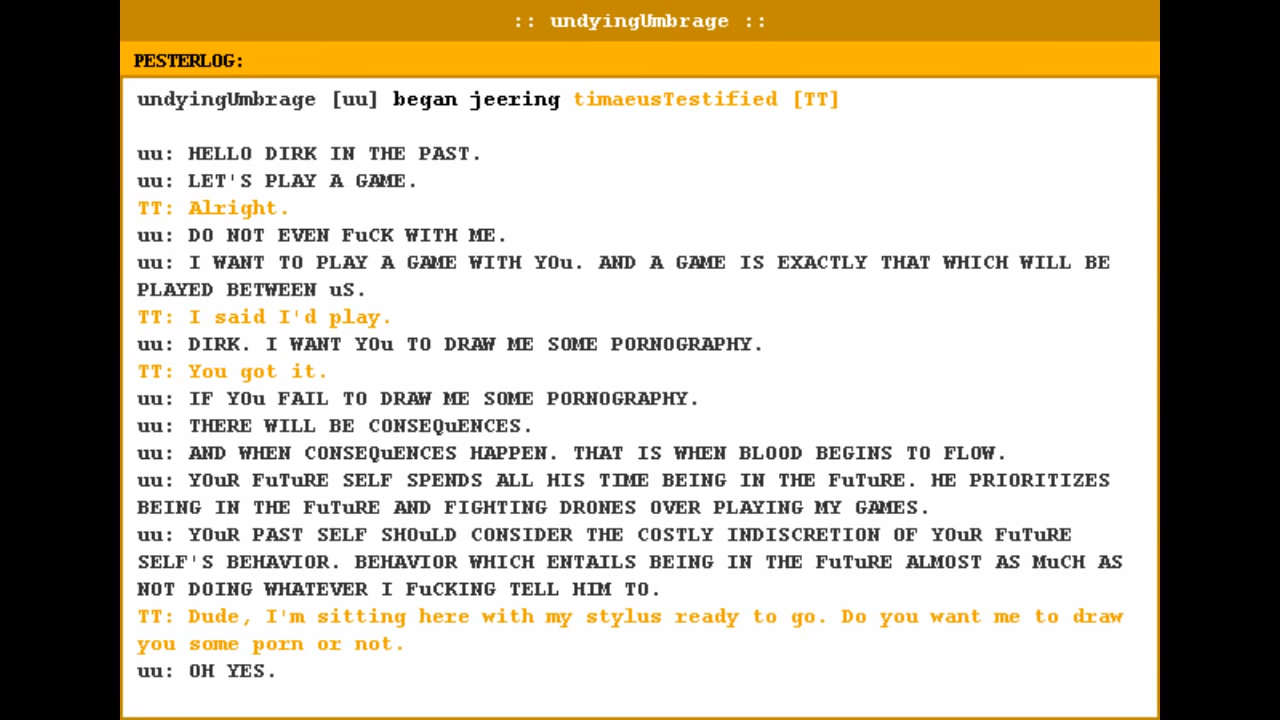 :: undyingUmbrage ::
PESTERLOG:
undyingUmbrage [uu] began jeering timaeusTestified [TT]
uu: HELLO DIRK IN THE PAST.
uu: LET'S PLAY A GAME.
TT: Alright.
uu: DO NOT EVEN FuCK WITH ME.
uu: I WANT TO PLAY A GAME WITH YOu. AND A GAME IS EXACTLY THAT WHICH WILL BE
PLAYED BETWEEN uS.
TT: I said I'd play.
uu: DIRK. I WANT YOu TO DRAW ME SOME PORNOGRAPHY.
TT: You got it.
uu: IF YOu FAIL TO DRAW ME SOME PORNOGRAPHY.
uu: THERE WILL BE CONSEQuENCES.
uu: AND WHEN CONSEQuENCES HAPPEN. THAT IS WHEN BLOOD BEGINS TO FLOW.
uu: YOuR FuTuRE SELF SPENDS ALL HIS TIME BEING IN THE FuTuRE. HE PRIORITIZES
BEING IN THE FuTuRE AND FIGHTING DRONES OVER PLAYING MY GAMES.
uu: YOuR PAST SELF SHOuLD CONSIDER THE COSTLY INDISCRETION OF YOuR FuTuRE
SELF'S BEHAVIOR. BEHAVIOR WHICH ENTAILS BEING IN THE FuTuRE ALMOST AS MuCH AS
NOT DOING WHATEVER I FuCKING TELL HIM TO.
TT: Dude, I'm sitting here with my stylus ready to go. Do you want me to draw
you some porn or not.
uu: OH YES.